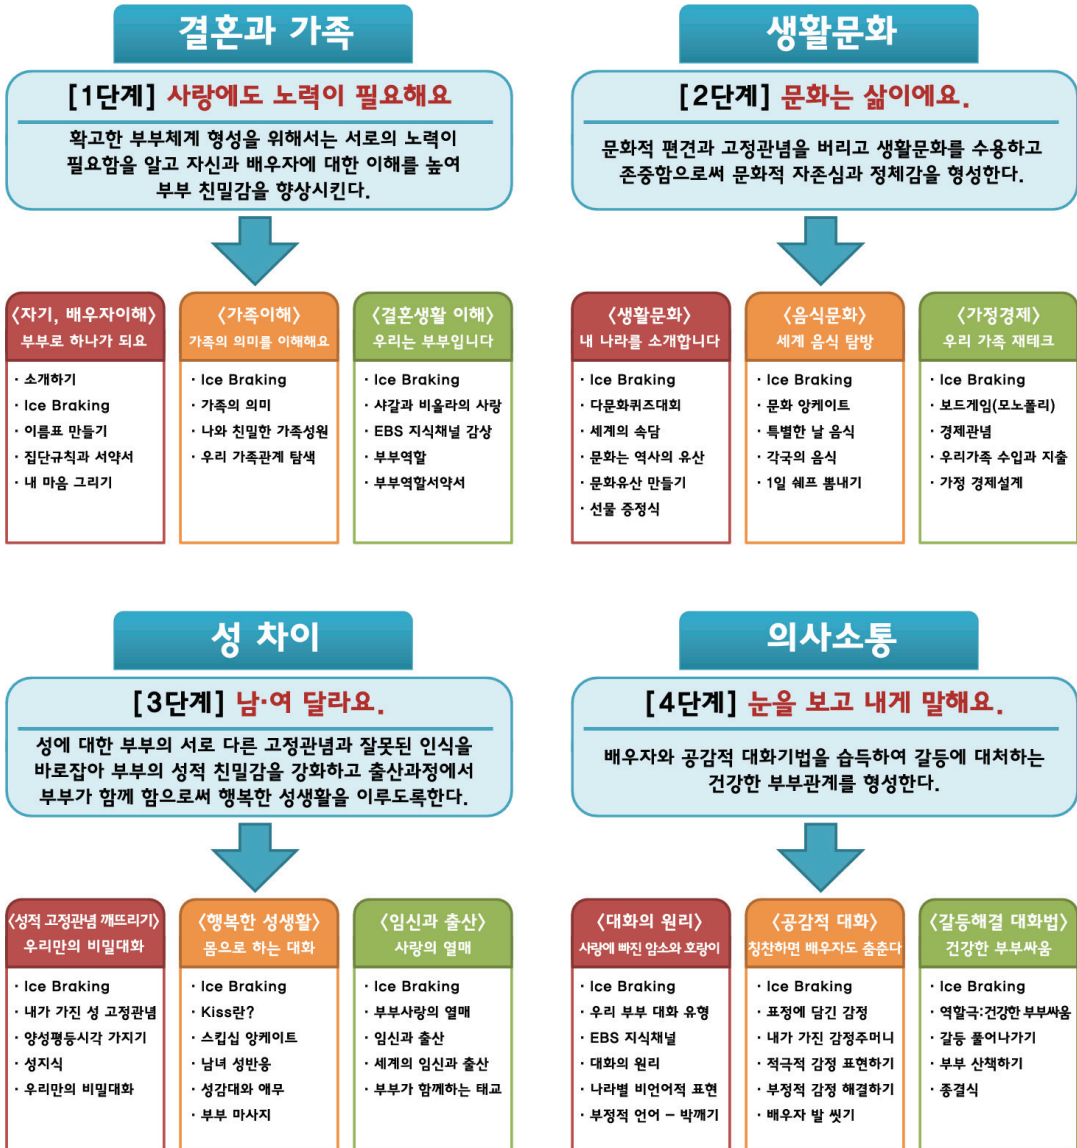 결혼과 가족
[1단계] 사랑에도 노력이 필요해요
확고한 부부체계 형성을 위해서는 서로의 노력이
필요함을 알고 자신과 배우자에 대한 이해를 높여
부부 친밀감을 향상시킨다.
〈자기, 배우자이해〉
부부로 하나가 되요
· 소개하기
· Ice Braking
· 이름표 만들기
· 집단규칙과 서약서
· 내 마음 그리기
〈가족이해〉
가족의 의미를 이해해요
· Ice Braking
· 가족의 의미
· 나와 친밀한 가족성원
· 우리 가족관계 탐색
〈결혼생활 이해〉
우리는 부부입니다
· Ice Braking
· 샤갈과 비올라의 사랑
· EBS 지식채널 감상
· 부부역할
· 부부역할서약서
생활문화
[2단계] 문화는 삶이에요.
문화적 편견과 고정관념을 버리고 생활문화를 수용하고
존중함으로써 문화적 자존심과 정체감을 형성한다.
〈생활문화〉
내 나라를 소개합니다
· Ice Braking
· 다문화퀴즈대회
· 세계의 속담
· 문화는 역사의 유산
· 문화유산 만들기
· 선물 증정식
〈음식문화〉
세계 음식 탐방
· Ice Braking
· 문화 앙케이트
· 특별한 날 음식
· 각국의 음식
· 1일 쉐프 뽐내기
〈가정경제〉
우리 가족 재테크
· Ice Braking
· 보드게임(모노폴리)
· 경제관념
· 우리가족 수입과 지출
· 가정 경제설계
성 차이
[3단계] 남·여 달라요.
성에 대한 부부의 서로 다른 고정관념과 잘못된 인식을
바로잡아 부부의 성적 친밀감을 강화하고 출산과정에서
부부가 함께 함으로써 행복한 성생활을 이루도록한다.
〈성적 고정관념 깨뜨리기〉
우리만의 비밀대화
· Ice Braking
· 내가 가진 성 고정관념
· 양성평등시각 가지기
· 성지식
· 우리만의 비밀대화
〈행복한 성생활〉
몸으로 하는 대화
· Ice Braking
· Kiss란?
· 스킵십 앙케이트
· 남녀 성반응
· 성감대와 애무
· 부부 마사지
〈임신과 출산〉
사랑의 열매
· Ice Braking
· 부부사랑의 열매
· 임신과 출산
· 세계의 임신과 출산
· 부부가 함께하는 태교
의사소통
[4단계] 눈을 보고 내게 말해요.
배우자와 공감적 대화기법을 습득하여 갈등에 대처하는
건강한 부부관계를 형성한다.
〈대화의 원리〉
사랑에 빠진 암소와 호랑이
· Ice Braking
· 우리 부부 대화 유형
· EBS 지식채널
· 대화의 원리
· 나라별 비언어적 표현
· 부정적 언어 – 박깨기
〈공감적 대화〉
칭찬하면 배우자도 춤춘다
· Ice Braking
· 표정에 담긴 감정
· 내가 가진 감정주머니
· 적극적 감정 표현하기
· 부정적 감정 해결하기
· 배우자 발 씻기
〈갈등해결 대화법〉
건강한 부부싸움
· Ice Braking
· 역할극:건강한 부부싸움
· 갈등 풀어나가기
· 부부 산책하기
· 종결식